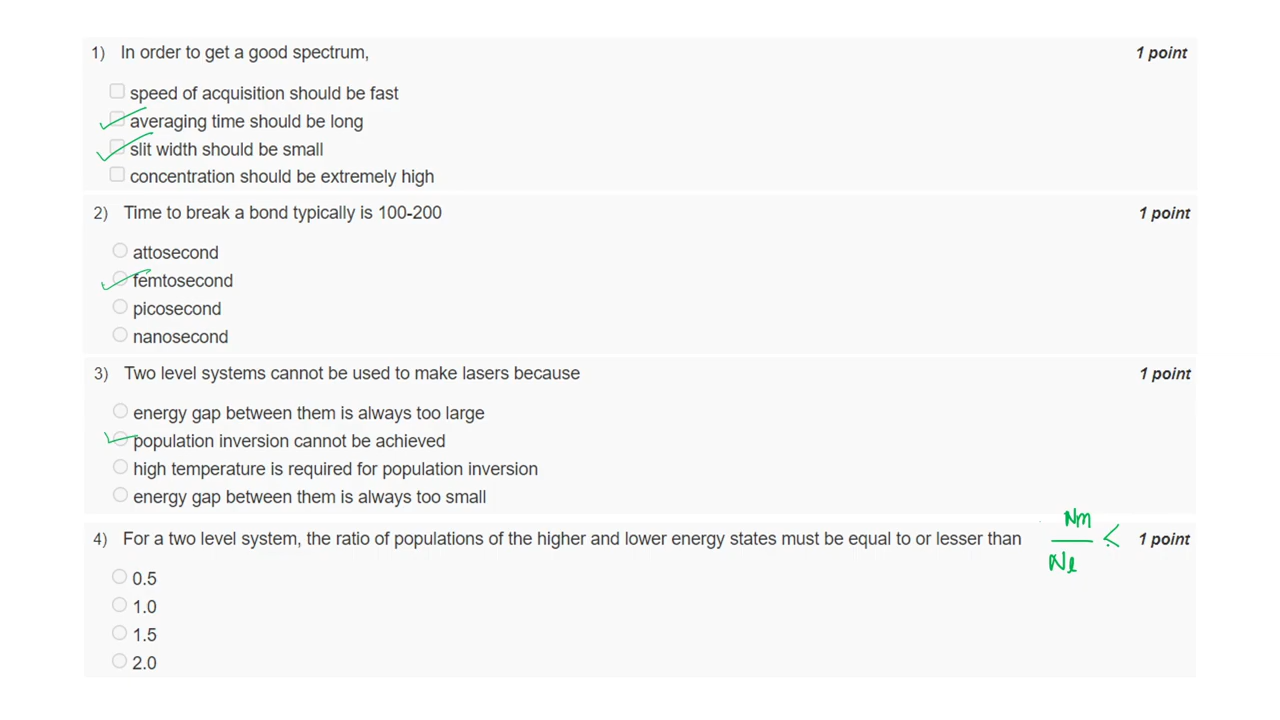 1) In order to get a good spectrum, 1 point
speed of acquisition should be fast
averaging time should be long
slit width should be small
concentration should be extremely high
2) Time to break a bond typically is 100-200 1 point
attosecond
femtosecond
picosecond
nanosecond
3) Two level systems cannot be used to make lasers because 1 point
energy gap between them is always too large
population inversion cannot be achieved
high temperature is required for population inversion
energy gap between them is always too small
Nm
4) For a two level system, the ratio of populations of the higher and lower energy states must be equal to or lesser than < 1 point
Nl
0.5
1.0
1.5
2.0